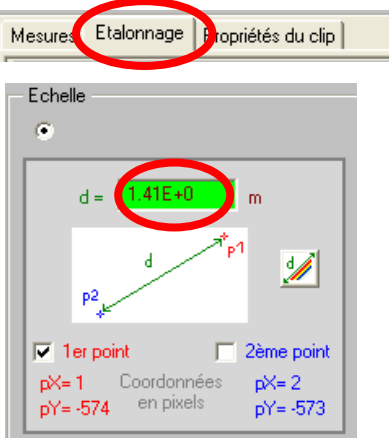 Mesures Etalonnage Propriétés du clip
Echelle
d = 1.41E+0 m
d p1
d
p2
1er point 2ème point
pX= 1 Coordonnées pX= 2
pY= -574 en pixels pY= -573